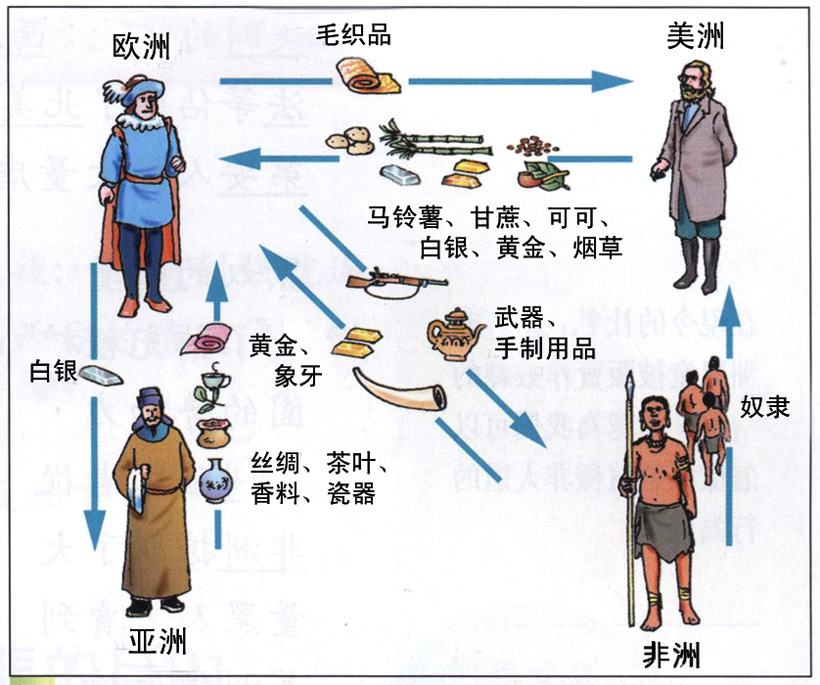 欧洲
毛织品
美洲
马铃薯、甘蔗、可可、
白银、黄金、烟草
白银
黄金、
象牙
武器、
手制用品
奴隶
丝绸、茶叶、
香料、瓷器
亚洲
非洲